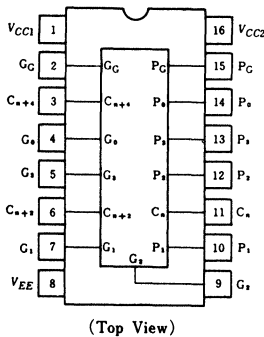 VCC1 1 16 VCC2
GG 2 GG PG 15 PG
Cn+4 3 Cn+4 P0 14 P0
G0 4 G0 P3 13 P3
G3 5 G3 P2 12 P2
Cn+2 6 Cn+2 Cn 11 Cn
G1 7 G1 P1 10 P1
G2
VEE 8 9 G2
(Top View)